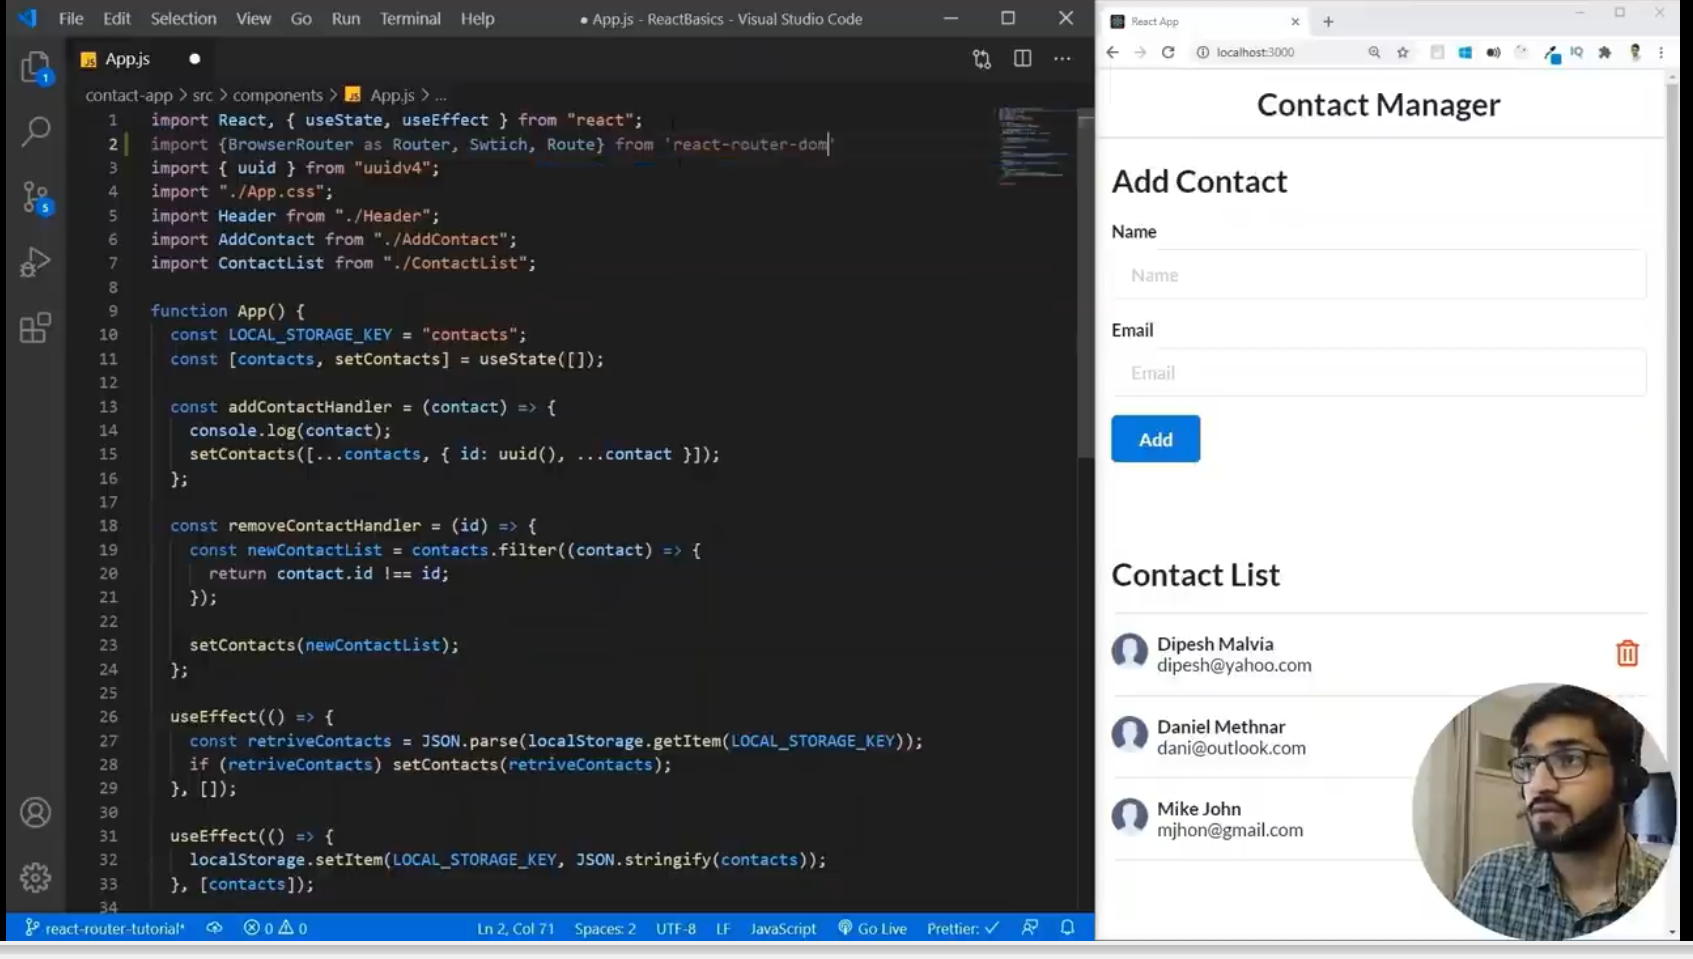 File Edit Selection View Go Run Terminal Help
● App.js - ReactBasics - Visual Studio Code
JS App.js ●
contact-app > src > components > JS App.js > ...
1 import React, { useState, useEffect } from "react";
2 import {BrowserRouter as Router, Swtich, Route} from 'react-router-dom'
3 import { uuid } from "uuidv4";
4 import "./App.css";
5 import Header from "./Header";
6 import AddContact from "./AddContact";
7 import ContactList from "./ContactList";
8
9 function App() {
10 const LOCAL_STORAGE_KEY = "contacts";
11 const [contacts, setContacts] = useState([]);
12
13 const addContactHandler = (contact) => {
14 console.log(contact);
15 setContacts([...contacts, { id: uuid(), ...contact }]);
16 };
17
18 const removeContactHandler = (id) => {
19 const newContactList = contacts.filter((contact) => {
20 return contact.id !== id;
21 });
22
23 setContacts(newContactList);
24 };
25
26 useEffect(() => {
27 const retriveContacts = JSON.parse(localStorage.getItem(LOCAL_STORAGE_KEY));
28 if (retriveContacts) setContacts(retriveContacts);
29 }, []);
30
31 useEffect(() => {
32 localStorage.setItem(LOCAL_STORAGE_KEY, JSON.stringify(contacts));
33 }, [contacts]);
34
1
5
react-router-tutorial* 0 0 Ln 2, Col 71 Spaces: 2 UTF-8 LF JavaScript Go Live Prettier: ✓
React App
localhost:3000
IQ
Contact Manager
Add Contact
Name
Name
Email
Email
Add
Contact List
Dipesh Malvia
dipesh@yahoo.com
Daniel Methnar
dani@outlook.com
Mike John
mjhon@gmail.com